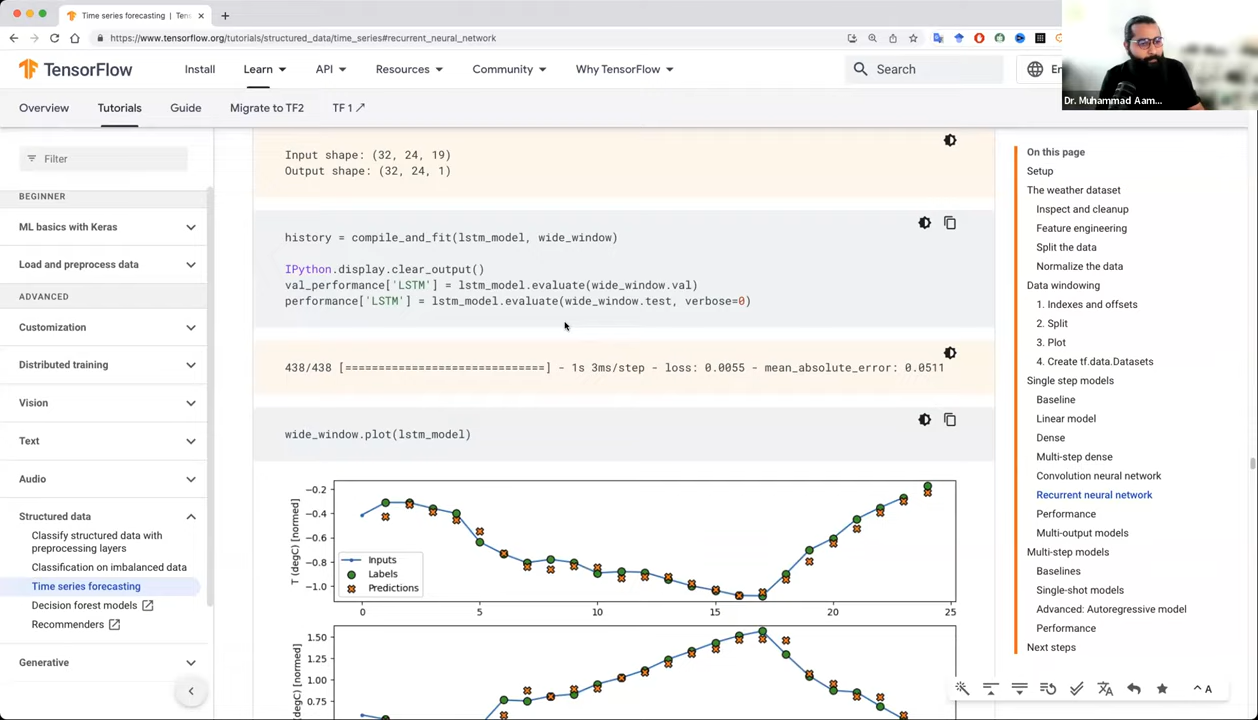 Time series forecasting | Ten
https://www.tensorflow.org/tutorials/structured_data/time_series#recurrent_neural_network
TensorFlow
Install
Learn
API
Resources
Community
Why TensorFlow
Search
Dr. Muhammad Aam...
Overview
Tutorials
Guide
Migrate to TF2
TF 1
Filter
BEGINNER
ML basics with Keras
Load and preprocess data
ADVANCED
Customization
Distributed training
Vision
Text
Audio
Structured data
Classify structured data with
preprocessing layers
Classification on imbalanced data
Time series forecasting
Decision forest models
Recommenders
Generative
Input shape: (32, 24, 19)
Output shape: (32, 24, 1)
history = compile_and_fit(lstm_model, wide_window)
IPython.display.clear_output()
val_performance['LSTM'] = lstm_model.evaluate(wide_window.val)
performance['LSTM'] = lstm_model.evaluate(wide_window.test, verbose=0)
438/438 [==============================] - 1s 3ms/step - loss: 0.0055 - mean_absolute_error: 0.0511
wide_window.plot(lstm_model)
T (degC) [normed]
−0.2
−0.4
−0.6
−0.8
−1.0
Inputs
Labels
Predictions
0 5 10 15 20 25
(degC) [normed]
1.50
1.25
1.00
0.75
On this page
Setup
The weather dataset
Inspect and cleanup
Feature engineering
Split the data
Normalize the data
Data windowing
1. Indexes and offsets
2. Split
3. Plot
4. Create tf.data.Datasets
Single step models
Baseline
Linear model
Dense
Multi-step dense
Convolution neural network
Recurrent neural network
Performance
Multi-output models
Multi-step models
Baselines
Single-shot models
Advanced: Autoregressive model
Performance
Next steps
A